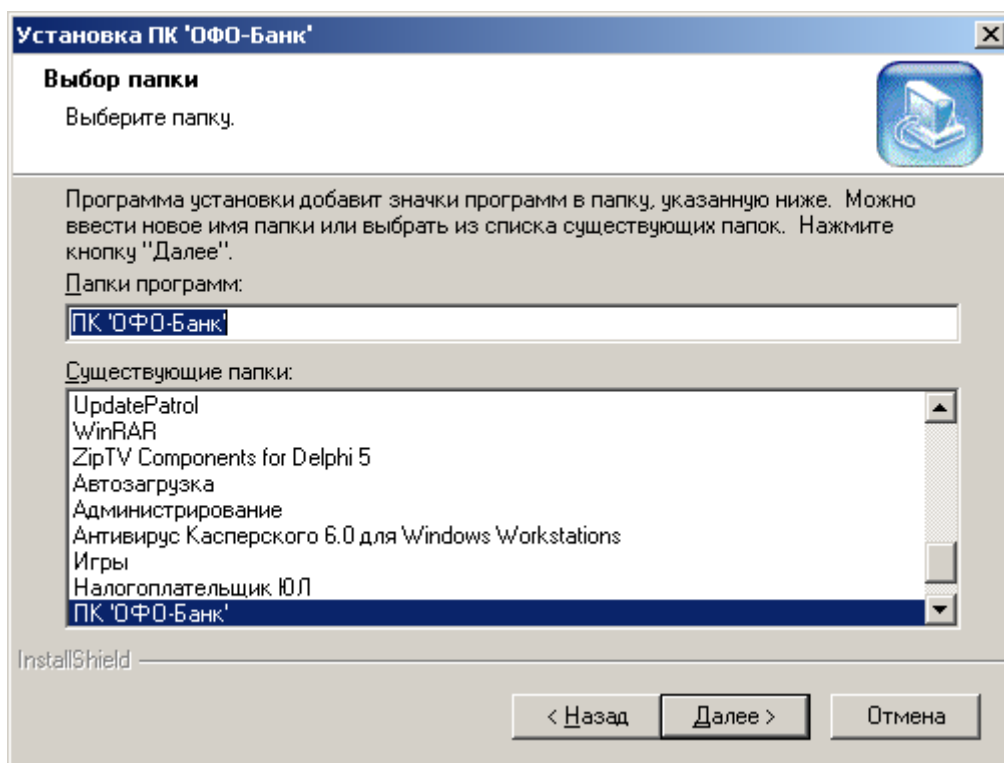 Установка ПК 'ОФО-Банк'
Выбор папки
Выберите папку.
Программа установки добавит значки программ в папку, указанную ниже. Можно
ввести новое имя папки или выбрать из списка существующих папок. Нажмите
кнопку "Далее".
Папки программ:
ПК 'ОФО-Банк'
Существующие папки:
UpdatePatrol
WinRAR
ZipTV Components for Delphi 5
Автозагрузка
Администрирование
Антивирус Касперского 6.0 для Windows Workstations
Игры
Налогоплательщик ЮЛ
ПК 'ОФО-Банк'
InstallShield
< Назад Далее > Отмена